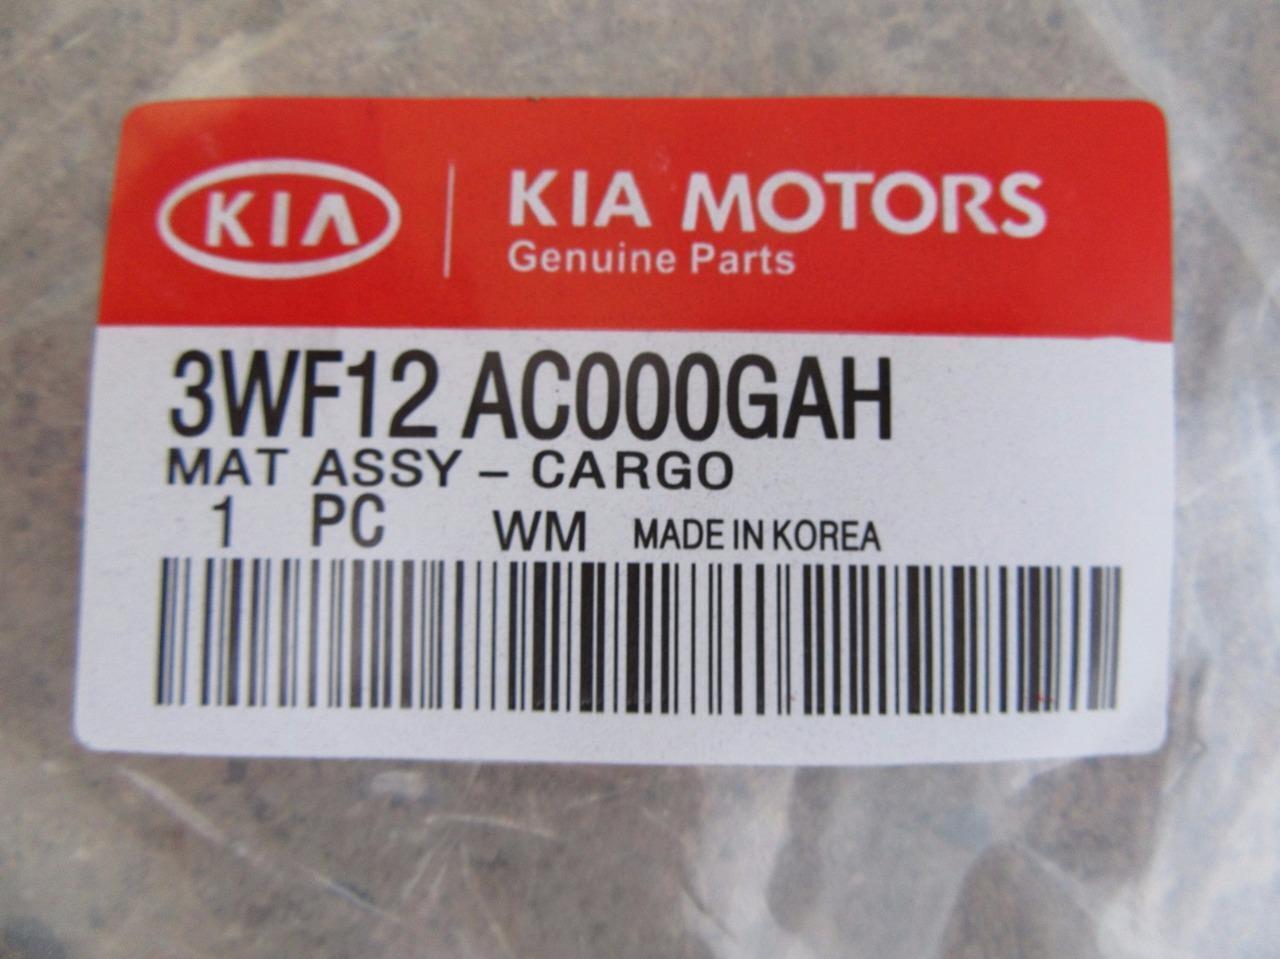 KIA
KIA MOTORS
Genuine Parts
3WF12 AC000GAH
MAT ASSY - CARGO
1 PC WM MADE IN KOREA